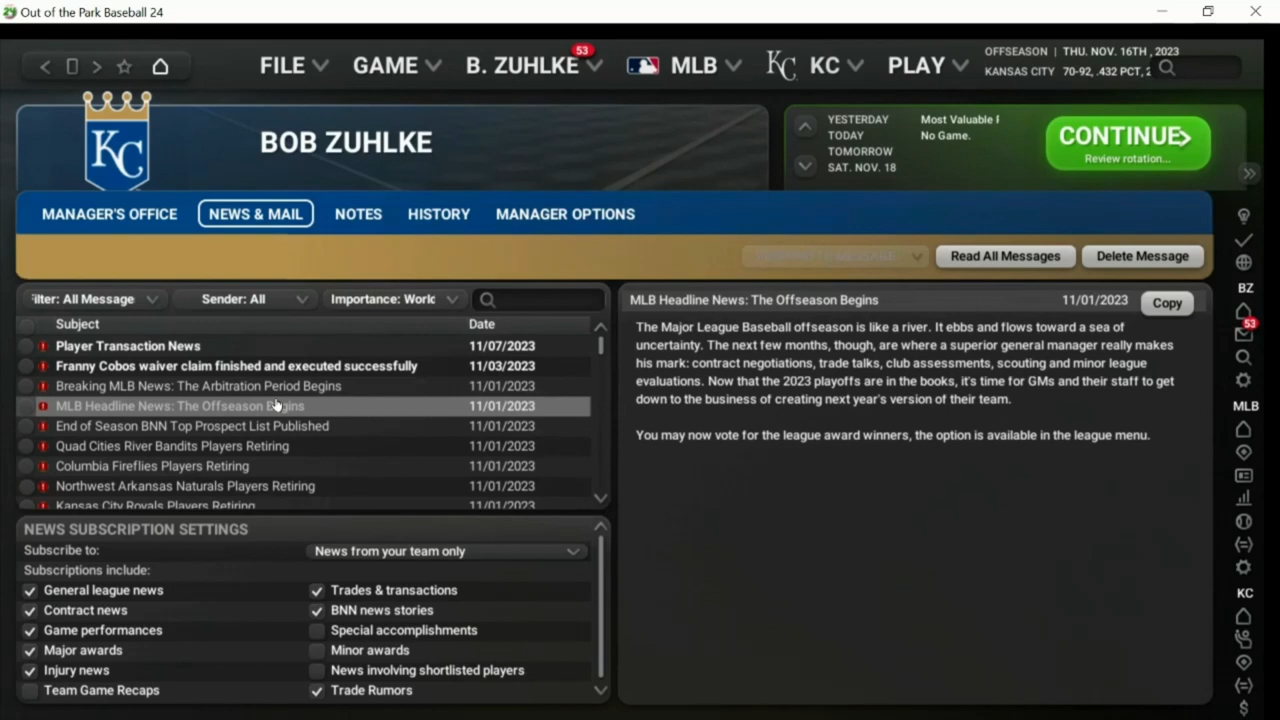 Out of the Park Baseball 24
FILE GAME B. ZUHLKE 53 MLB KC KC PLAY
OFFSEASON | THU. NOV. 16TH, 2023
KANSAS CITY 70-92, .432 PCT, 2
KC
BOB ZUHLKE
YESTERDAY Most Valuable
TODAY No Game.
TOMORROW
SAT. NOV. 18
CONTINUE
Review rotation...
MANAGER'S OFFICE NEWS & MAIL NOTES HISTORY MANAGER OPTIONS
Read All Messages Delete Message
ilter: All Message Sender: All Importance: World
Subject Date
Player Transaction News 11/07/2023
Franny Cobos waiver claim finished and executed successfully 11/03/2023
Breaking MLB News: The Arbitration Period Begins 11/01/2023
MLB Headline News: The Offseason Begins 11/01/2023
End of Season BNN Top Prospect List Published 11/01/2023
Quad Cities River Bandits Players Retiring 11/01/2023
Columbia Fireflies Players Retiring 11/01/2023
Northwest Arkansas Naturals Players Retiring 11/01/2023
Kansas City Royals Players Retiring 11/01/2023
MLB Headline News: The Offseason Begins 11/01/2023 Copy
The Major League Baseball offseason is like a river. It ebbs and flows toward a sea of
uncertainty. The next few months, though, are where a superior general manager really makes
his mark: contract negotiations, trade talks, club assessments, scouting and minor league
evaluations. Now that the 2023 playoffs are in the books, it's time for GMs and their staff to get
down to the business of creating next year's version of their team.
You may now vote for the league award winners, the option is available in the league menu.
NEWS SUBSCRIPTION SETTINGS
Subscribe to: News from your team only
Subscriptions include:
General league news Trades & transactions
Contract news BNN news stories
Game performances Special accomplishments
Major awards Minor awards
Injury news News involving shortlisted players
Team Game Recaps Trade Rumors
BZ
53
MLB
KC